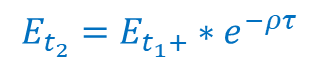 E_{t_2} = E_{t_1+} * e^{-ρτ}